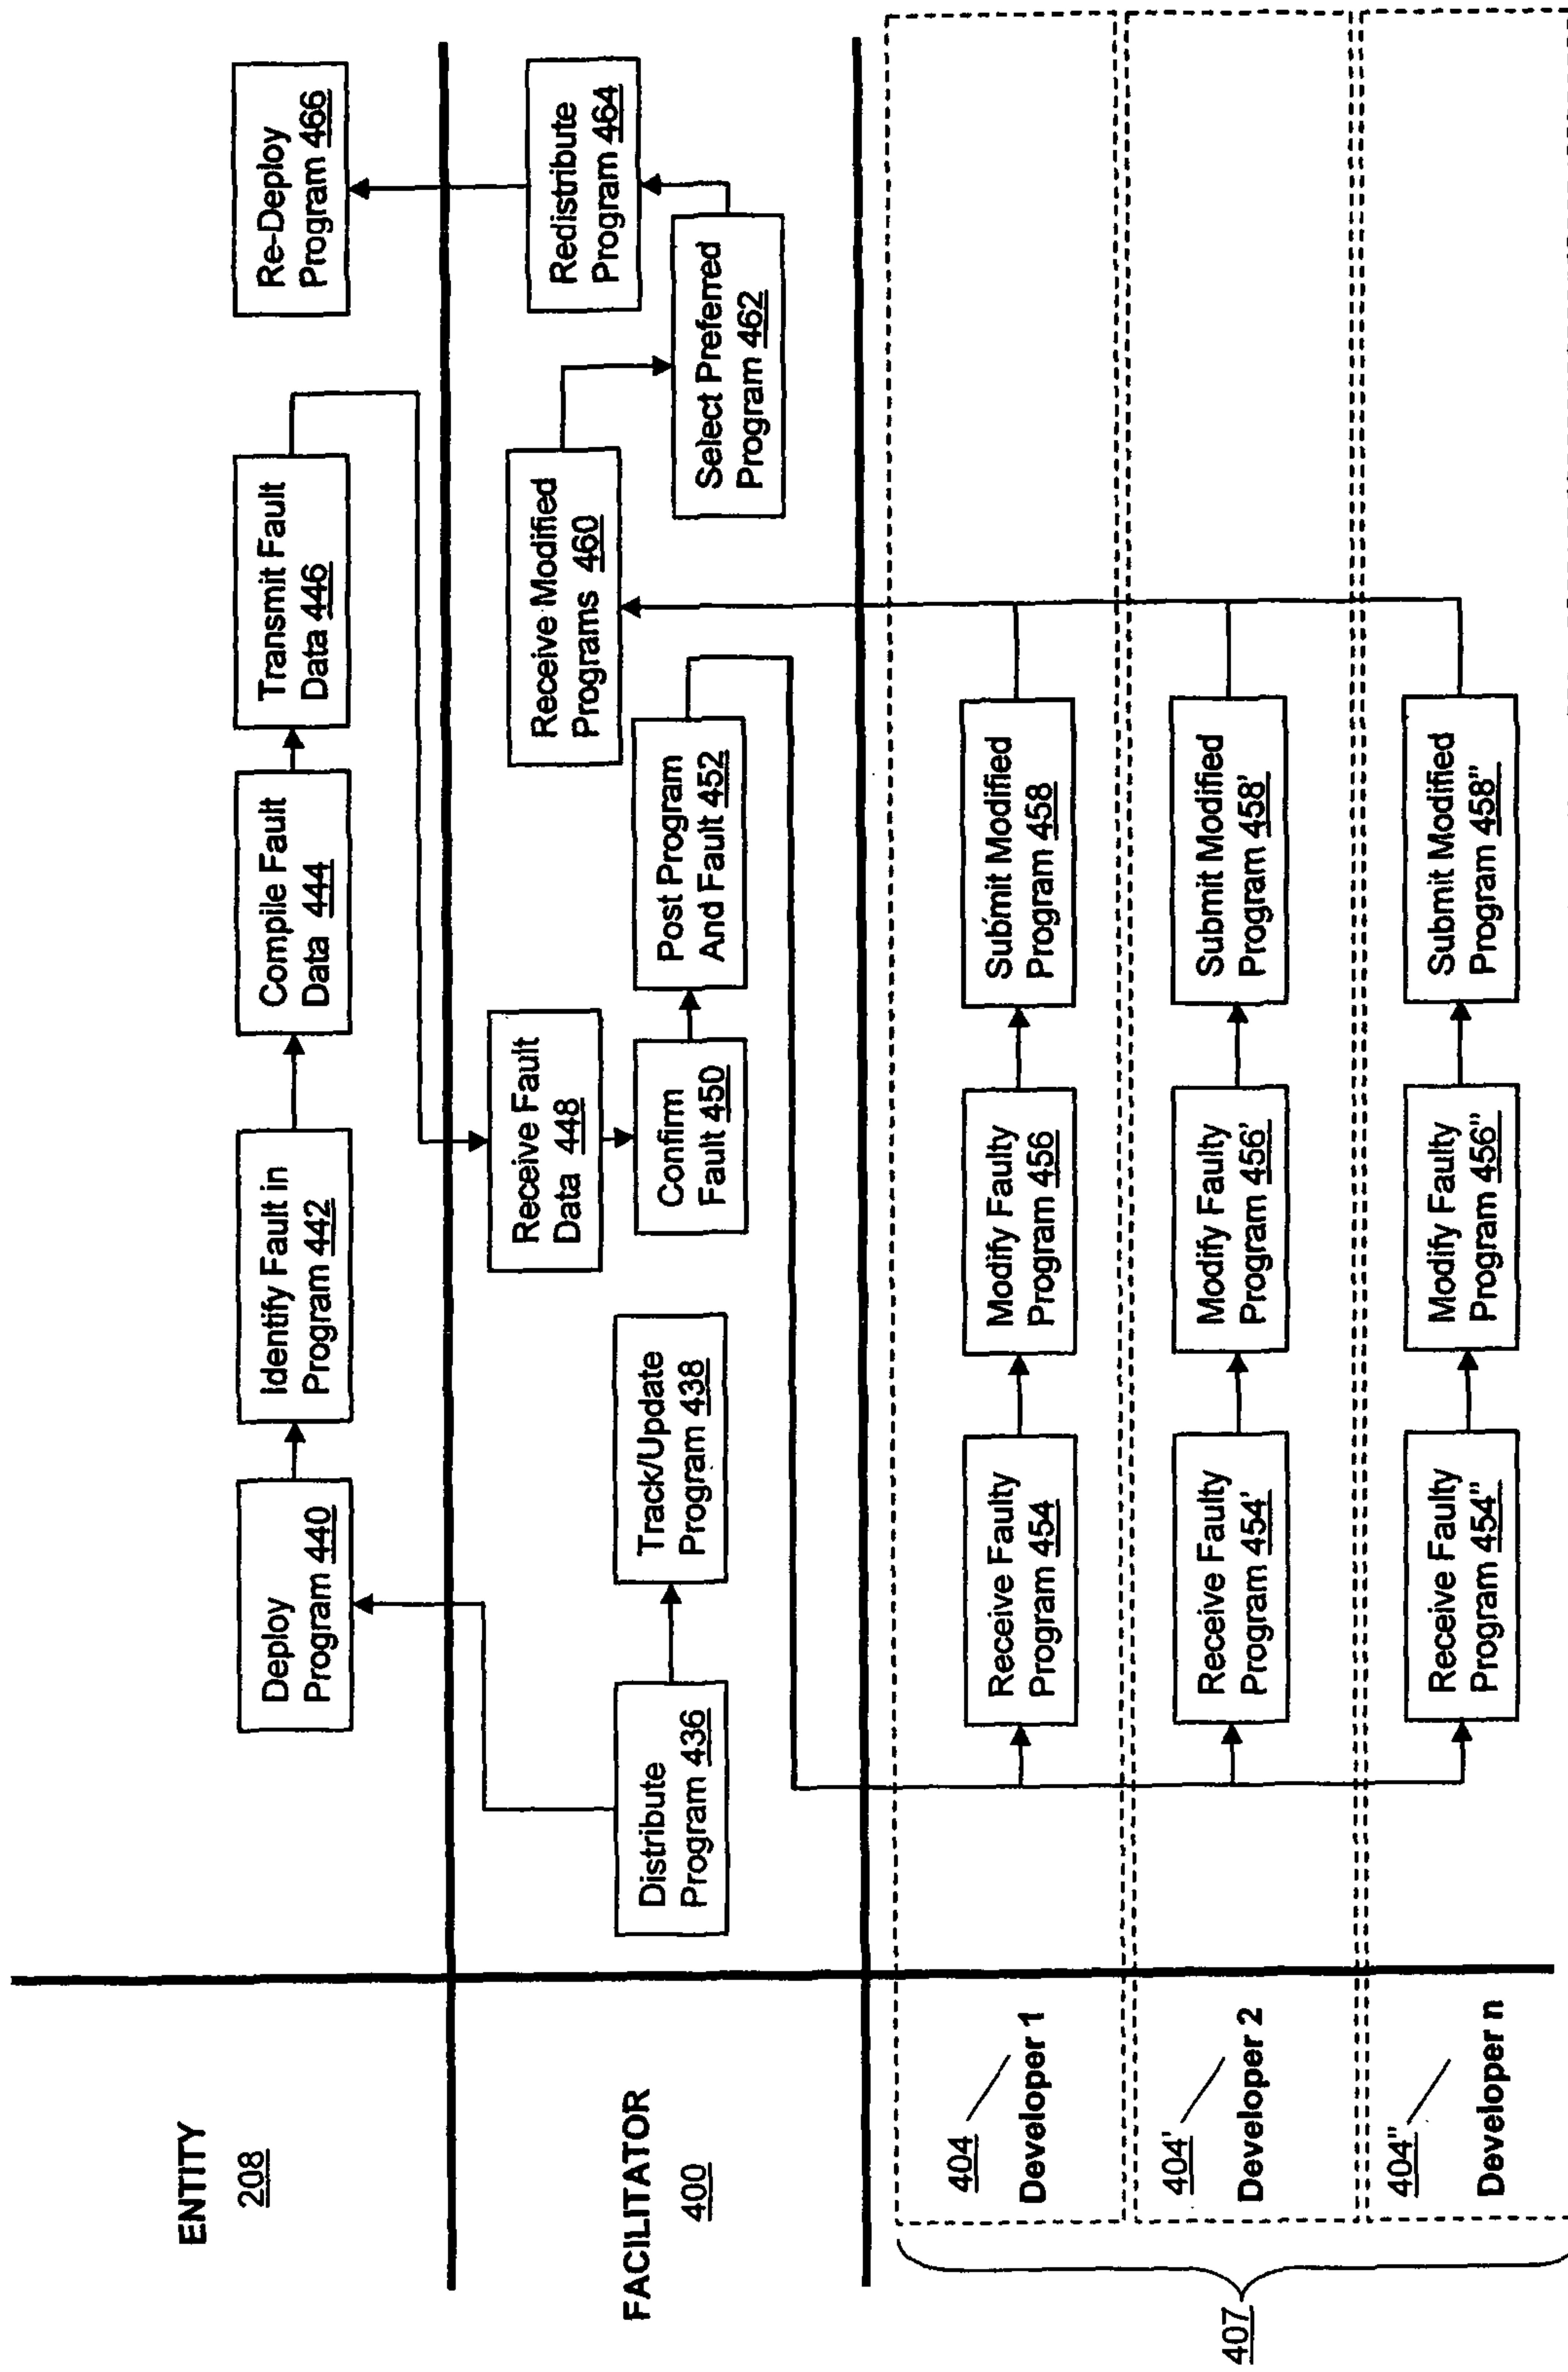 ENTITY
208
Deploy
Program 440
Identify Fault in
Program 442
Compile Fault
Data 444
Transmit Fault
Data 446
Re-Deploy
Program 466
FACILITATOR
400
Distribute
Program 436
Track/Update
Program 438
Receive Fault
Data 448
Confirm
Fault 450
Post Program
And Fault 452
Receive Modified
Programs 460
Select Preferred
Program 462
Redistribute
Program 464
407
404
Developer 1
Receive Faulty
Program 454
Modify Faulty
Program 456
Submit Modified
Program 458
404'
Developer 2
Receive Faulty
Program 454'
Modify Faulty
Program 456'
Submit Modified
Program 458'
404"
Developer n
Receive Faulty
Program 454"
Modify Faulty
Program 456"
Submit Modified
Program 458"